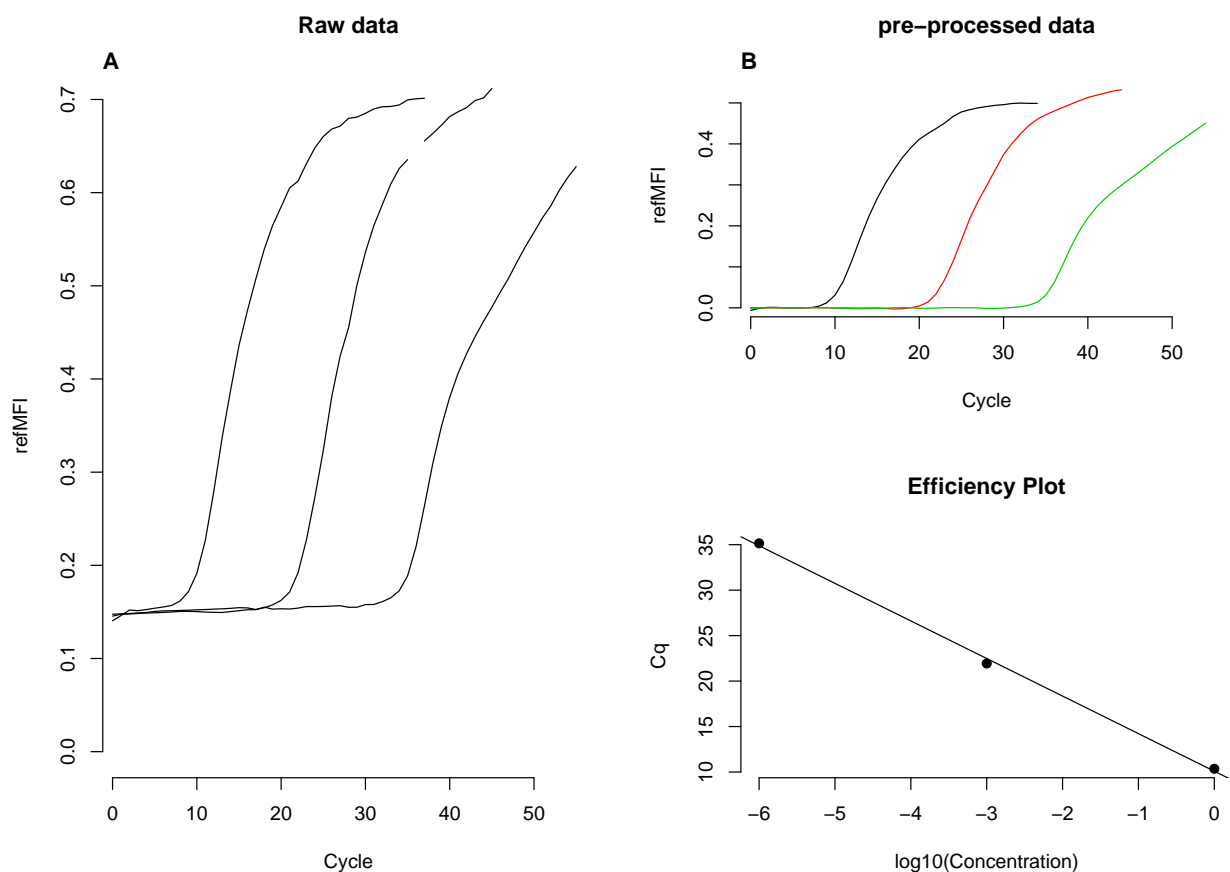 Raw data
A
refMFI
0.0 0.1 0.2 0.3 0.4 0.5 0.6 0.7
0 10 20 30 40 50
Cycle
pre−processed data
B
refMFI
0.0 0.2 0.4
0 10 20 30 40 50
Cycle
Efficiency Plot
Cq
10 15 20 25 30 35
−6 −5 −4 −3 −2 −1 0
log10(Concentration)